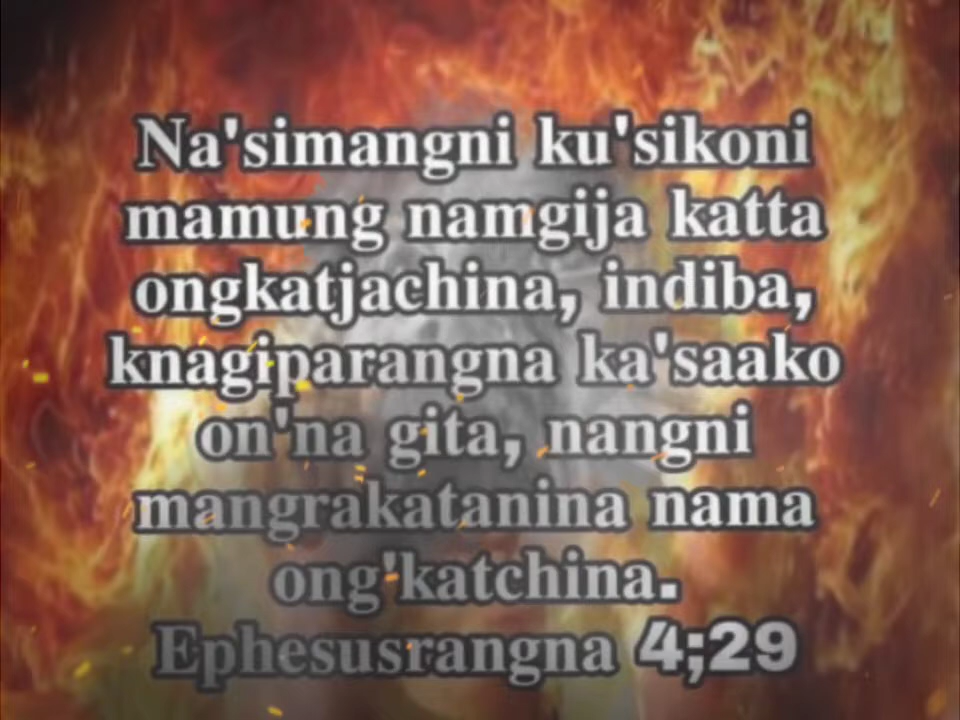 Na'simangni ku'sikoni
mamung namgija katta
ongkatjachina, indiba,
knagiparangna ka'saako
on'na gita, nangni
mangrakatanina nama
ong'katchina.
Ephesusrangna 4;29